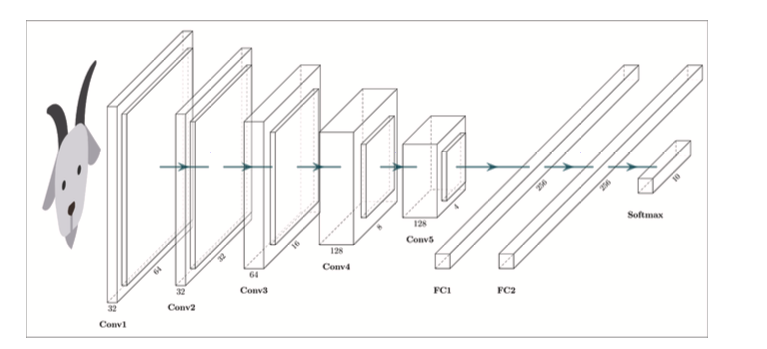 32
64
Conv1
32
32
Conv2
64
16
Conv3
128
8
Conv4
128
4
Conv5
256
FC1
256
FC2
10
Softmax